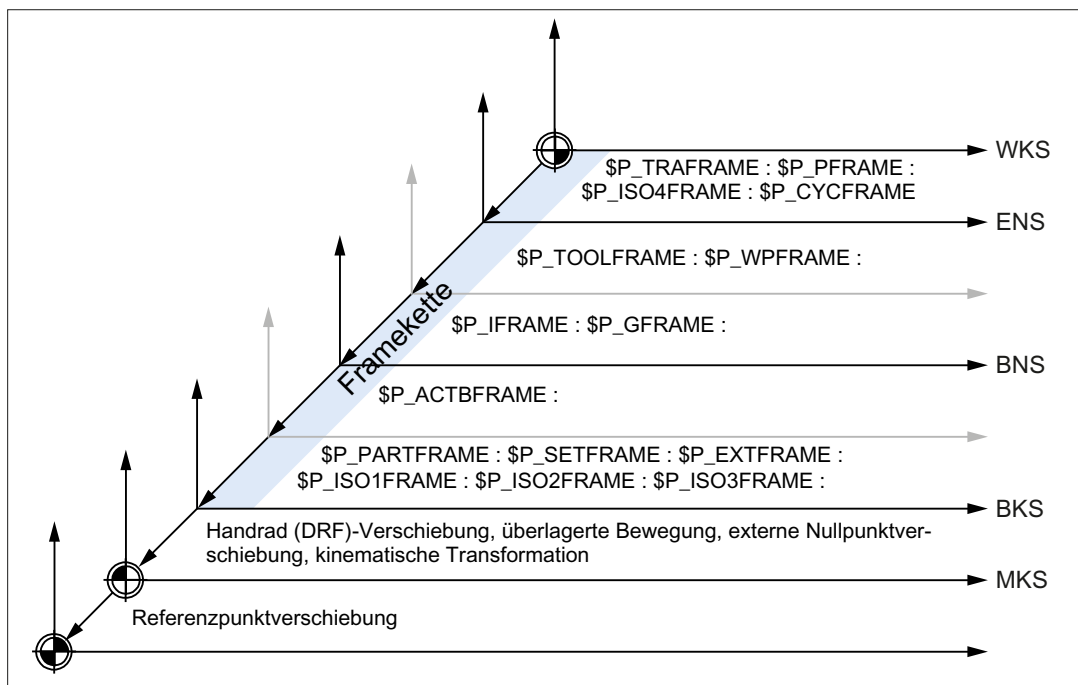 WKS
$P_TRAFRAME : $P_PFRAME :
$P_ISO4FRAME : $P_CYCFRAME
ENS
$P_TOOLFRAME : $P_WPFRAME :
Framekette
$P_IFRAME : $P_GFRAME :
BNS
$P_ACTBFRAME :
$P_PARTFRAME : $P_SETFRAME : $P_EXTFRAME :
$P_ISO1FRAME : $P_ISO2FRAME : $P_ISO3FRAME :
BKS
Handrad (DRF)-Verschiebung, überlagerte Bewegung, externe Nullpunktver-
schiebung, kinematische Transformation
MKS
Referenzpunktverschiebung